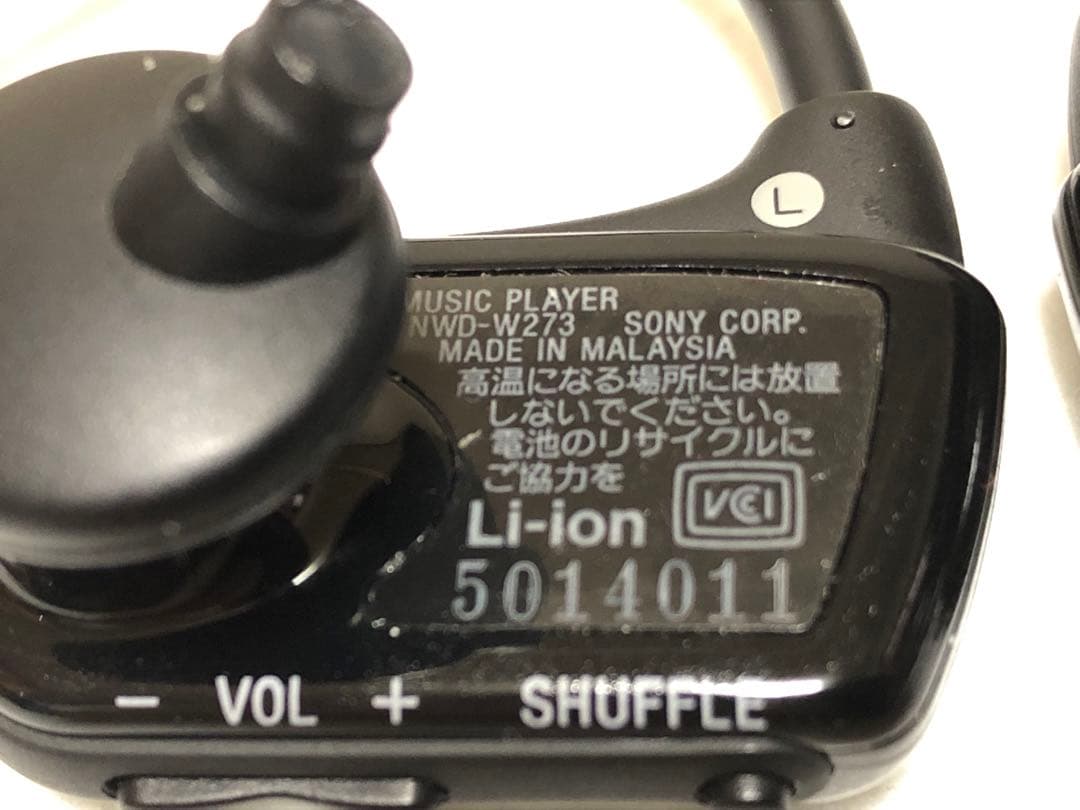 L
MUSIC PLAYER
NWD-W273 SONY CORP.
MADE IN MALAYSIA
高温になる場所には放置
しないでください。
電池のリサイクルに
ご協力を
Li-ion VCCI
5014011
− VOL + SHUFFLE